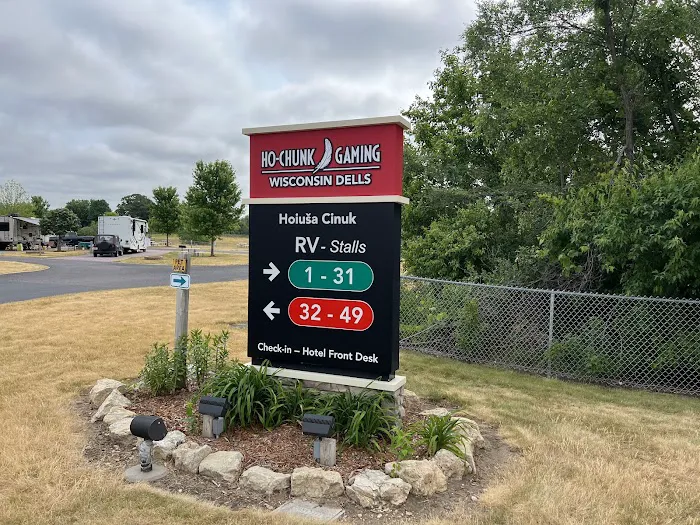 HO-CHUNK GAMING
WISCONSIN DELLS
Hoiuša Cinuk
RV - Stalls
→ 1 - 31
← 32 - 49
Check-in – Hotel Front Desk